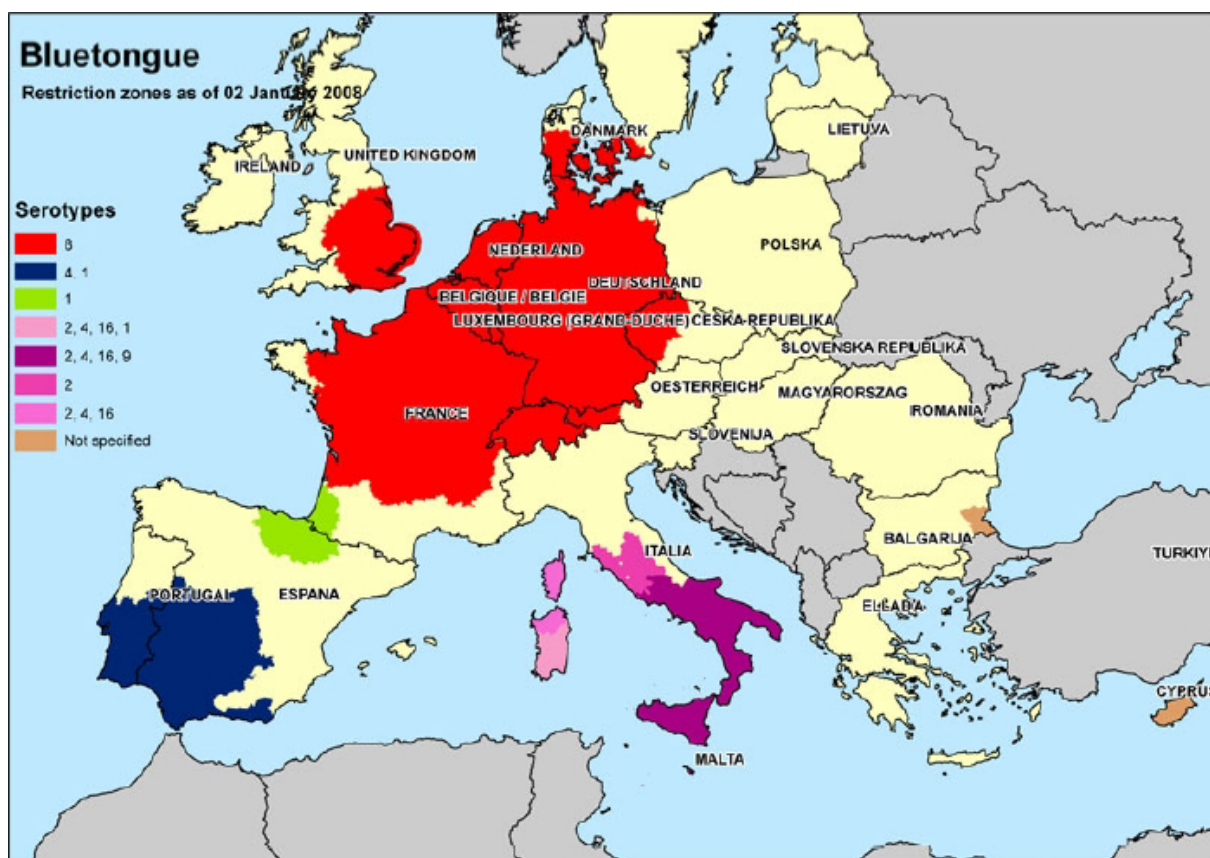 Bluetongue
Restriction zones as of 02 January 2008
Serotypes
8
4, 1
1
2, 4, 16, 1
2, 4, 16, 9
2
2, 4, 16
Not specified
IRELAND
UNITED KINGDOM
DANMARK
LIETUVA
NEDERLAND
POLSKA
DEUTSCHLAND
BELGIQUE / BELGIE
LUXEMBOURG (GRAND-DUCHE)
CESKA REPUBLIKA
SLOVENSKA REPUBLIKA
OESTERREICH
MAGYARORSZAG
FRANCE
ROMANIA
SLOVENIJA
ITALIA
BALGARIJA
TURKIYE
PORTUGAL
ESPANA
ELLADA
CYPRUS
MALTA